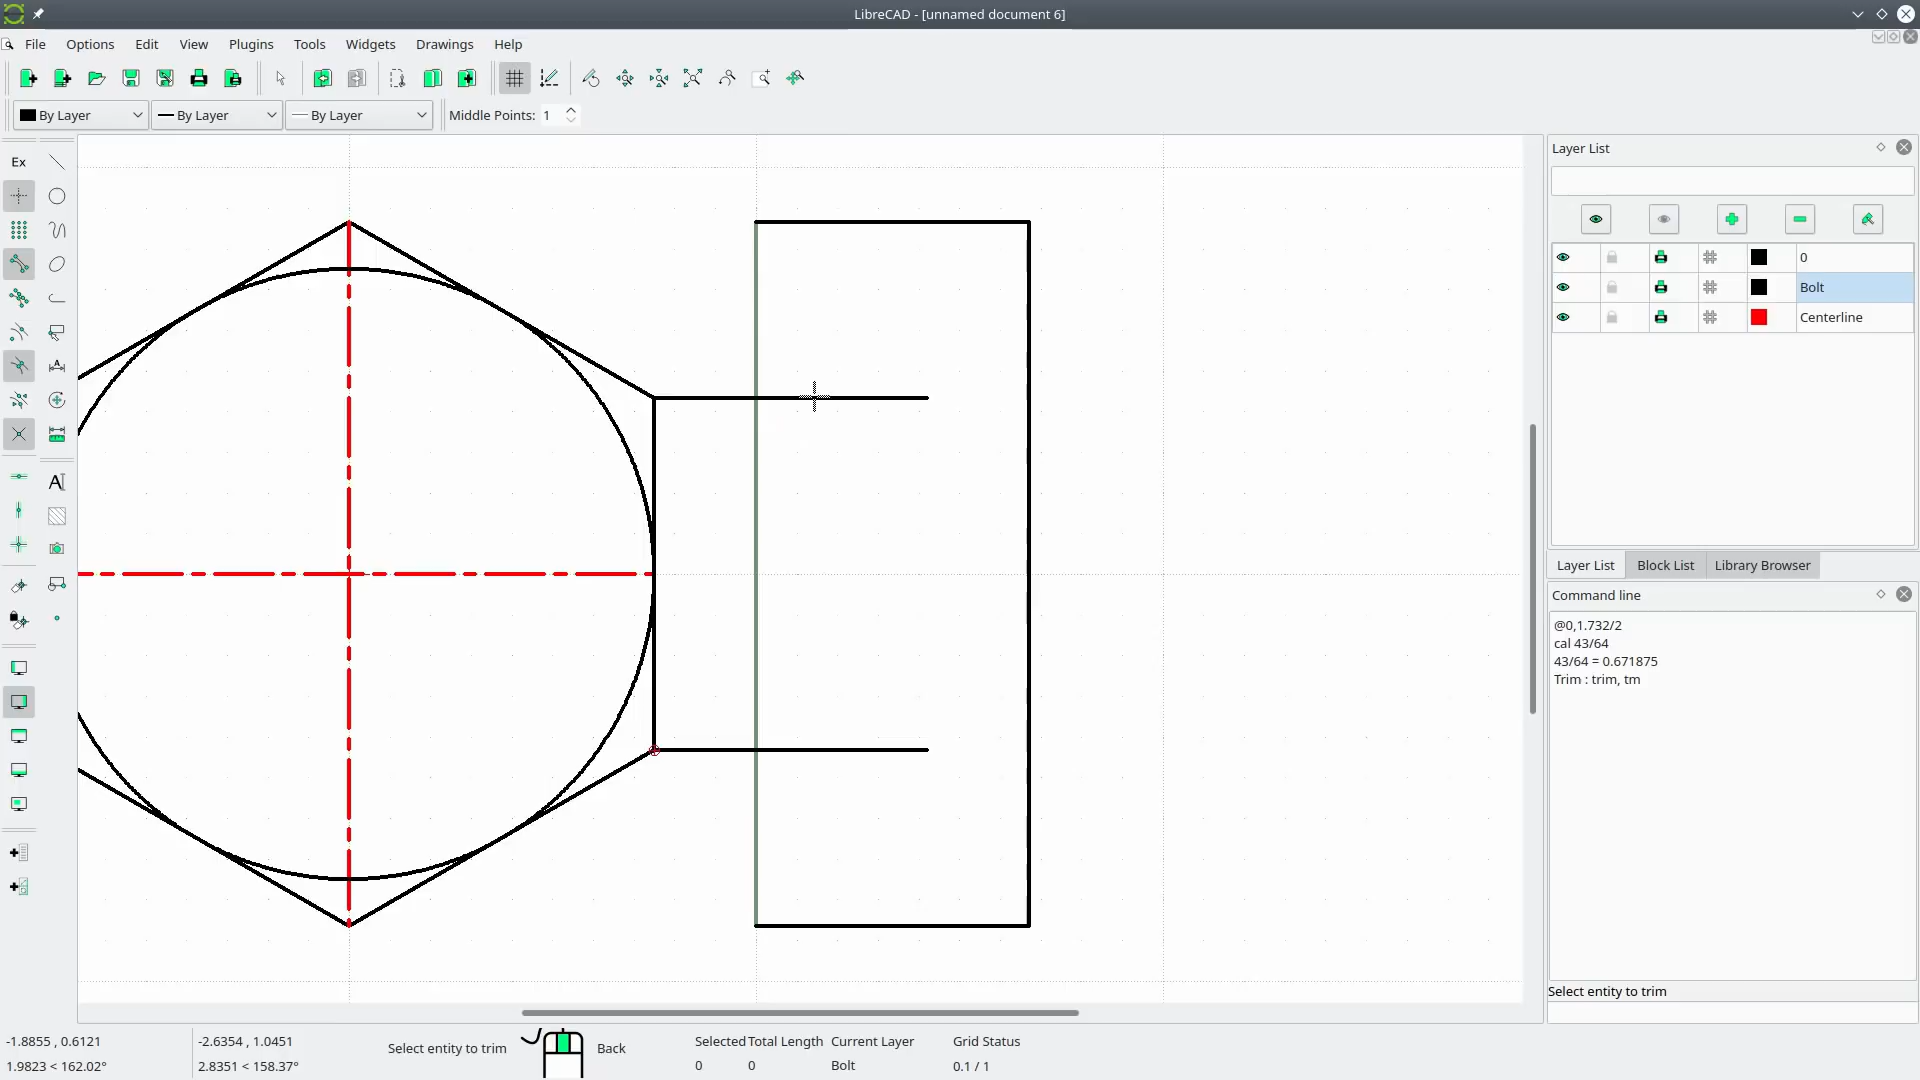 LibreCAD - [unnamed document 6]
File Options Edit View Plugins Tools Widgets Drawings Help
By Layer By Layer By Layer Middle Points: 1
Layer List
Ex
0
Bolt
Centerline
A
Layer List Block List Library Browser
Command line
@0,1.732/2
cal 43/64
43/64 = 0.671875
Trim : trim, tm
Select entity to trim
-1.8855 , 0.6121 -2.6354 , 1.0451 Select entity to trim Back Selected Total Length Current Layer Grid Status
1.9823 < 162.02° 2.8351 < 158.37° 0 0 Bolt 0.1 / 1